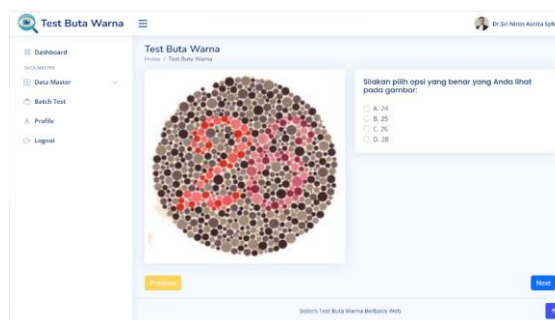 Test Buta Warna
Dr.Sri Ninin Asnita SpM
Dashboard
DATA MASTER
Data Master
Batch Test
Profile
Logout
Test Buta Warna
Home / Test Buta Warna
26
Silakan pilih opsi yang benar yang Anda lihat
pada gambar:
A. 24
B. 25
C. 26
D. 28
Previous
Next
Sistem Test Buta Warna Berbasis Web